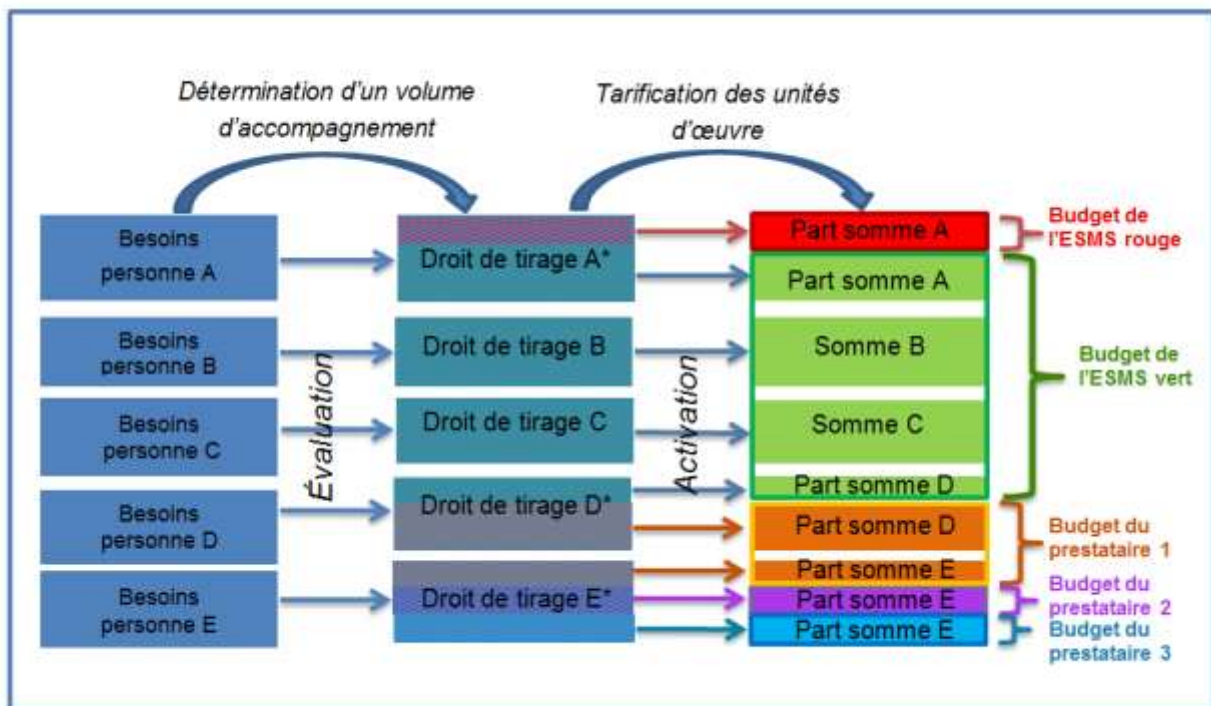 Détermination d'un volume
d'accompagnement
Tarification des unités
d'œuvre
Besoins
personne A
Besoins
personne B
Besoins
personne C
Besoins
personne D
Besoins
personne E
Évaluation
Droit de tirage A*
Droit de tirage B
Droit de tirage C
Droit de tirage D*
Droit de tirage E*
Activation
Part somme A
Part somme A
Somme B
Somme C
Part somme D
Part somme D
Part somme E
Part somme E
Part somme E
Budget de
l'ESMS rouge
Budget de
l'ESMS vert
Budget du
prestataire 1
Budget du
prestataire 2
Budget du
prestataire 3